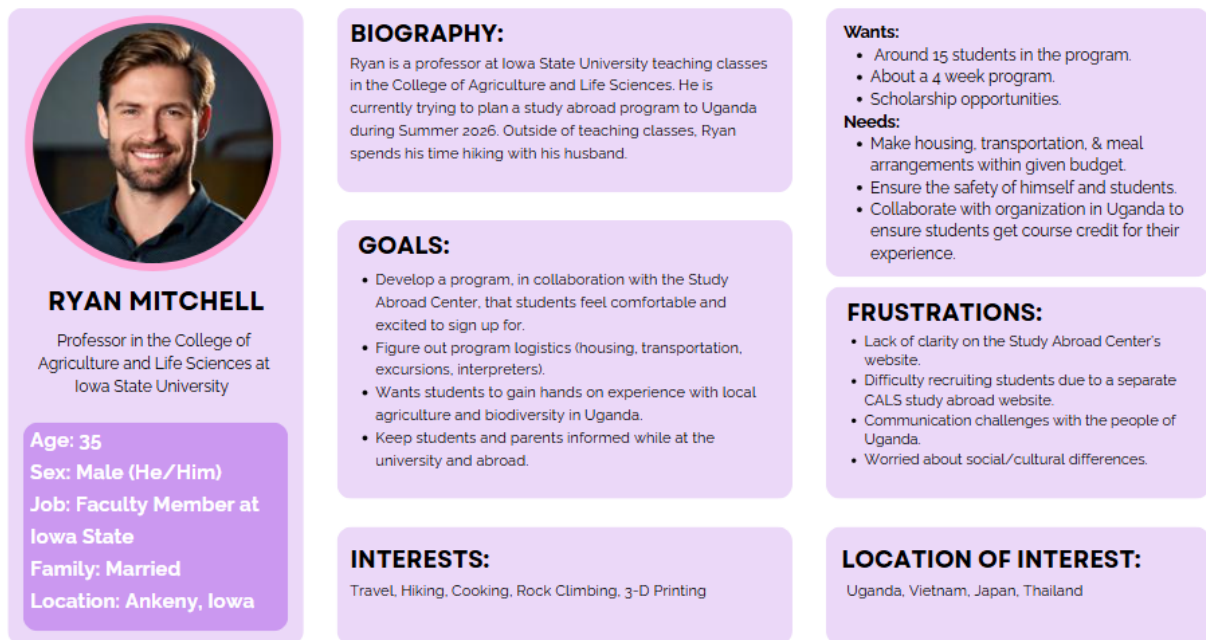 RYAN MITCHELL
Professor in the College of
Agriculture and Life Sciences at
Iowa State University
Age: 35
Sex: Male (He/Him)
Job: Faculty Member at
Iowa State
Family: Married
Location: Ankeny, Iowa
BIOGRAPHY:
Ryan is a professor at Iowa State University teaching classes
in the College of Agriculture and Life Sciences. He is
currently trying to plan a study abroad program to Uganda
during Summer 2026. Outside of teaching classes, Ryan
spends his time hiking with his husband.
GOALS:
• Develop a program, in collaboration with the Study
Abroad Center, that students feel comfortable and
excited to sign up for.
• Figure out program logistics (housing, transportation,
excursions, interpreters).
• Wants students to gain hands on experience with local
agriculture and biodiversity in Uganda.
• Keep students and parents informed while at the
university and abroad.
INTERESTS:
Travel, Hiking, Cooking, Rock Climbing, 3-D Printing
Wants:
• Around 15 students in the program.
• About a 4 week program.
• Scholarship opportunities.
Needs:
• Make housing, transportation, & meal
arrangements within given budget.
• Ensure the safety of himself and students.
• Collaborate with organization in Uganda to
ensure students get course credit for their
experience.
FRUSTRATIONS:
• Lack of clarity on the Study Abroad Center's
website.
• Difficulty recruiting students due to a separate
CALS study abroad website.
• Communication challenges with the people of
Uganda.
• Worried about social/cultural differences.
LOCATION OF INTEREST:
Uganda, Vietnam, Japan, Thailand